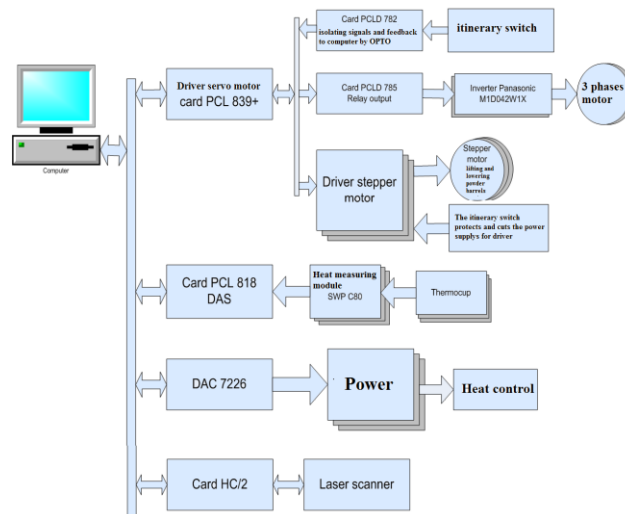 Card PCLD 782
isolating signals and feedback
to computer by OPTO
itinerary switch
Driver servo motor
card PCL 839+
Card PCLD 785
Relay output
Inverter Panasonic
M1D042W1X
3 phases
motor
Computer
Driver stepper
motor
Stepper
motor
lifting and
lowering
powder
barrels
The itinerary switch
protects and cuts the power
supplys for driver
Card PCL 818
DAS
Heat measuring
module
SWP C80
Thermocup
DAC 7226
Power
Heat control
Card HC/2
Laser scanner